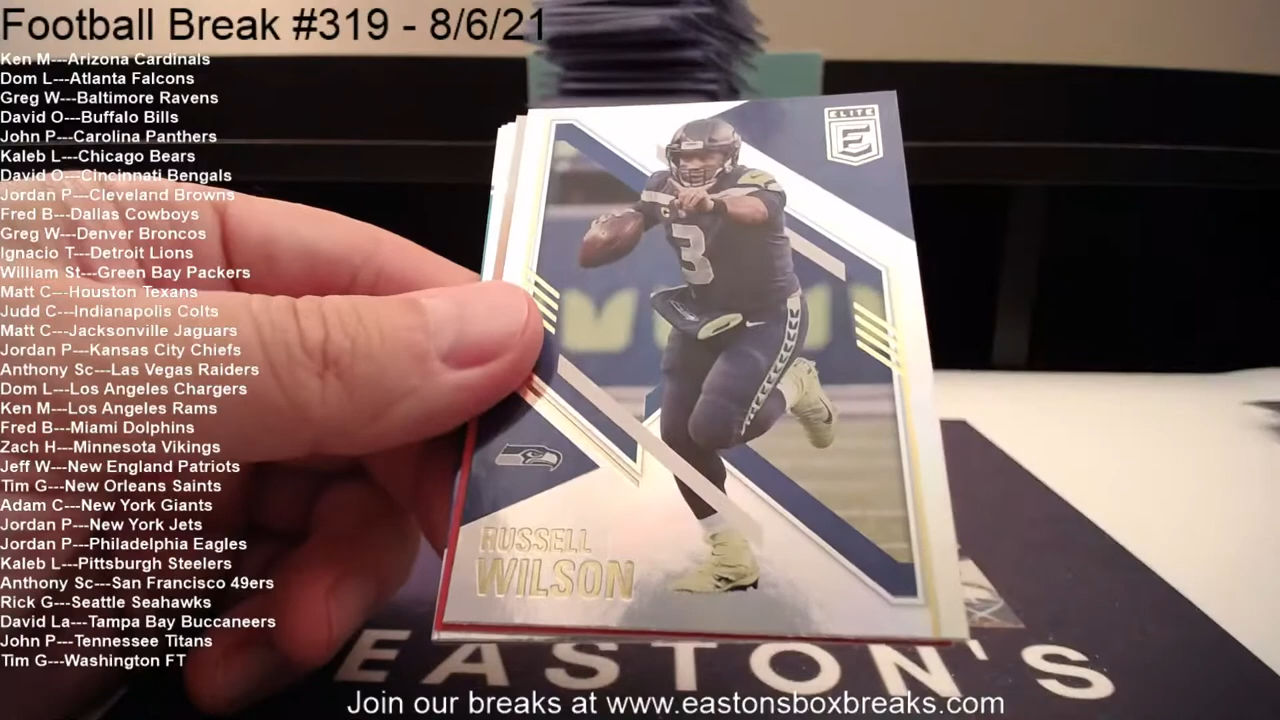 Football Break #319 - 8/6/21
Ken M---Arizona Cardinals
Dom L---Atlanta Falcons
Greg W---Baltimore Ravens
David O---Buffalo Bills
John P---Carolina Panthers
Kaleb L---Chicago Bears
David O---Cincinnati Bengals
Jordan P---Cleveland Browns
Fred B---Dallas Cowboys
Greg W---Denver Broncos
Ignacio T---Detroit Lions
William St---Green Bay Packers
Matt C---Houston Texans
Judd C---Indianapolis Colts
Matt C---Jacksonville Jaguars
Jordan P---Kansas City Chiefs
Anthony Sc---Las Vegas Raiders
Dom L---Los Angeles Chargers
Ken M---Los Angeles Rams
Fred B---Miami Dolphins
Zach H---Minnesota Vikings
Jeff W---New England Patriots
Tim G---New Orleans Saints
Adam C---New York Giants
Jordan P---New York Jets
Jordan P---Philadelphia Eagles
Kaleb L---Pittsburgh Steelers
Anthony Sc---San Francisco 49ers
Rick G---Seattle Seahawks
David La---Tampa Bay Buccaneers
John P---Tennessee Titans
Tim G---Washington FT
ELITE
E
3
RUSSELL
WILSON
EASTON'S
Join our breaks at www.eastonsboxbreaks.com